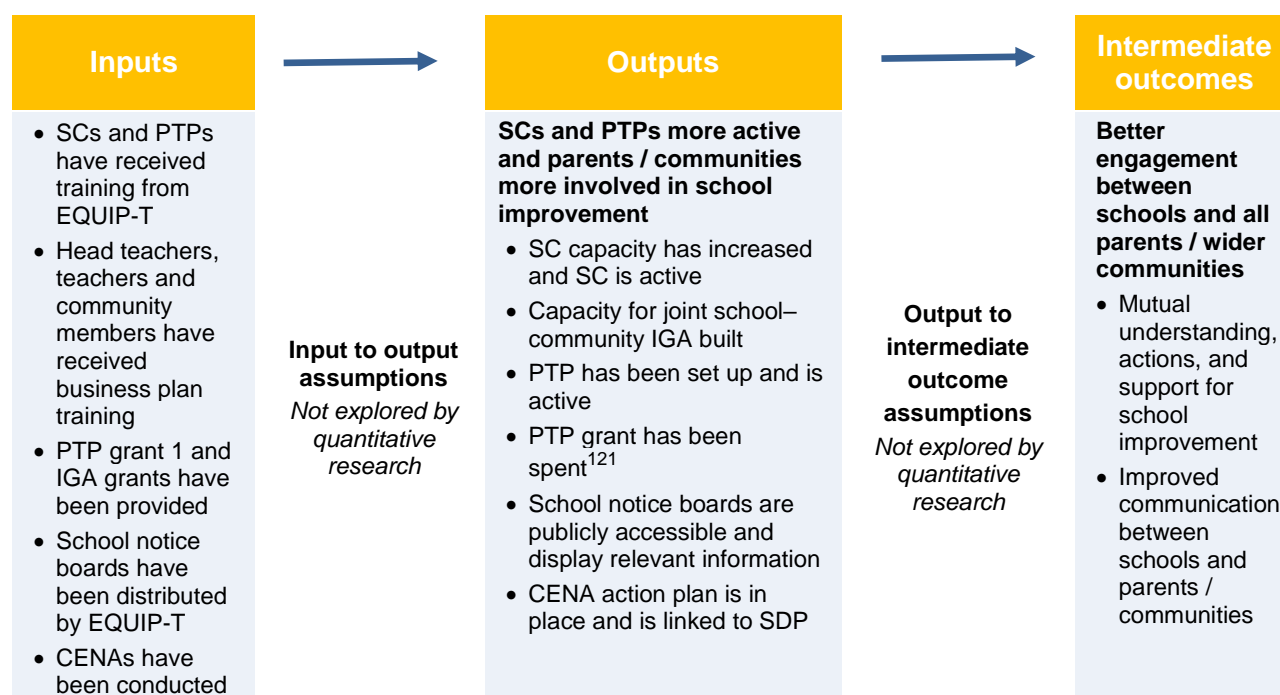 Inputs
• SCs and PTPs
have received
training from
EQUIP-T
• Head teachers,
teachers and
community
members have
received
business plan
training
• PTP grant 1 and
IGA grants have
been provided
• School notice
boards have
been distributed
by EQUIP-T
• CENAs have
been conducted
Input to output
assumptions
Not explored by
quantitative
research
Outputs
SCs and PTPs more active
and parents / communities
more involved in school
improvement
• SC capacity has increased
and SC is active
• Capacity for joint school–
community IGA built
• PTP has been set up and is
active
• PTP grant has been
spent121
• School notice boards are
publicly accessible and
display relevant information
• CENA action plan is in
place and is linked to SDP
Output to
intermediate
outcome
assumptions
Not explored by
quantitative
research
Intermediate
outcomes
Better
engagement
between
schools and all
parents / wider
communities
• Mutual
understanding,
actions, and
support for
school
improvement
• Improved
communication
between
schools and
parents /
communities